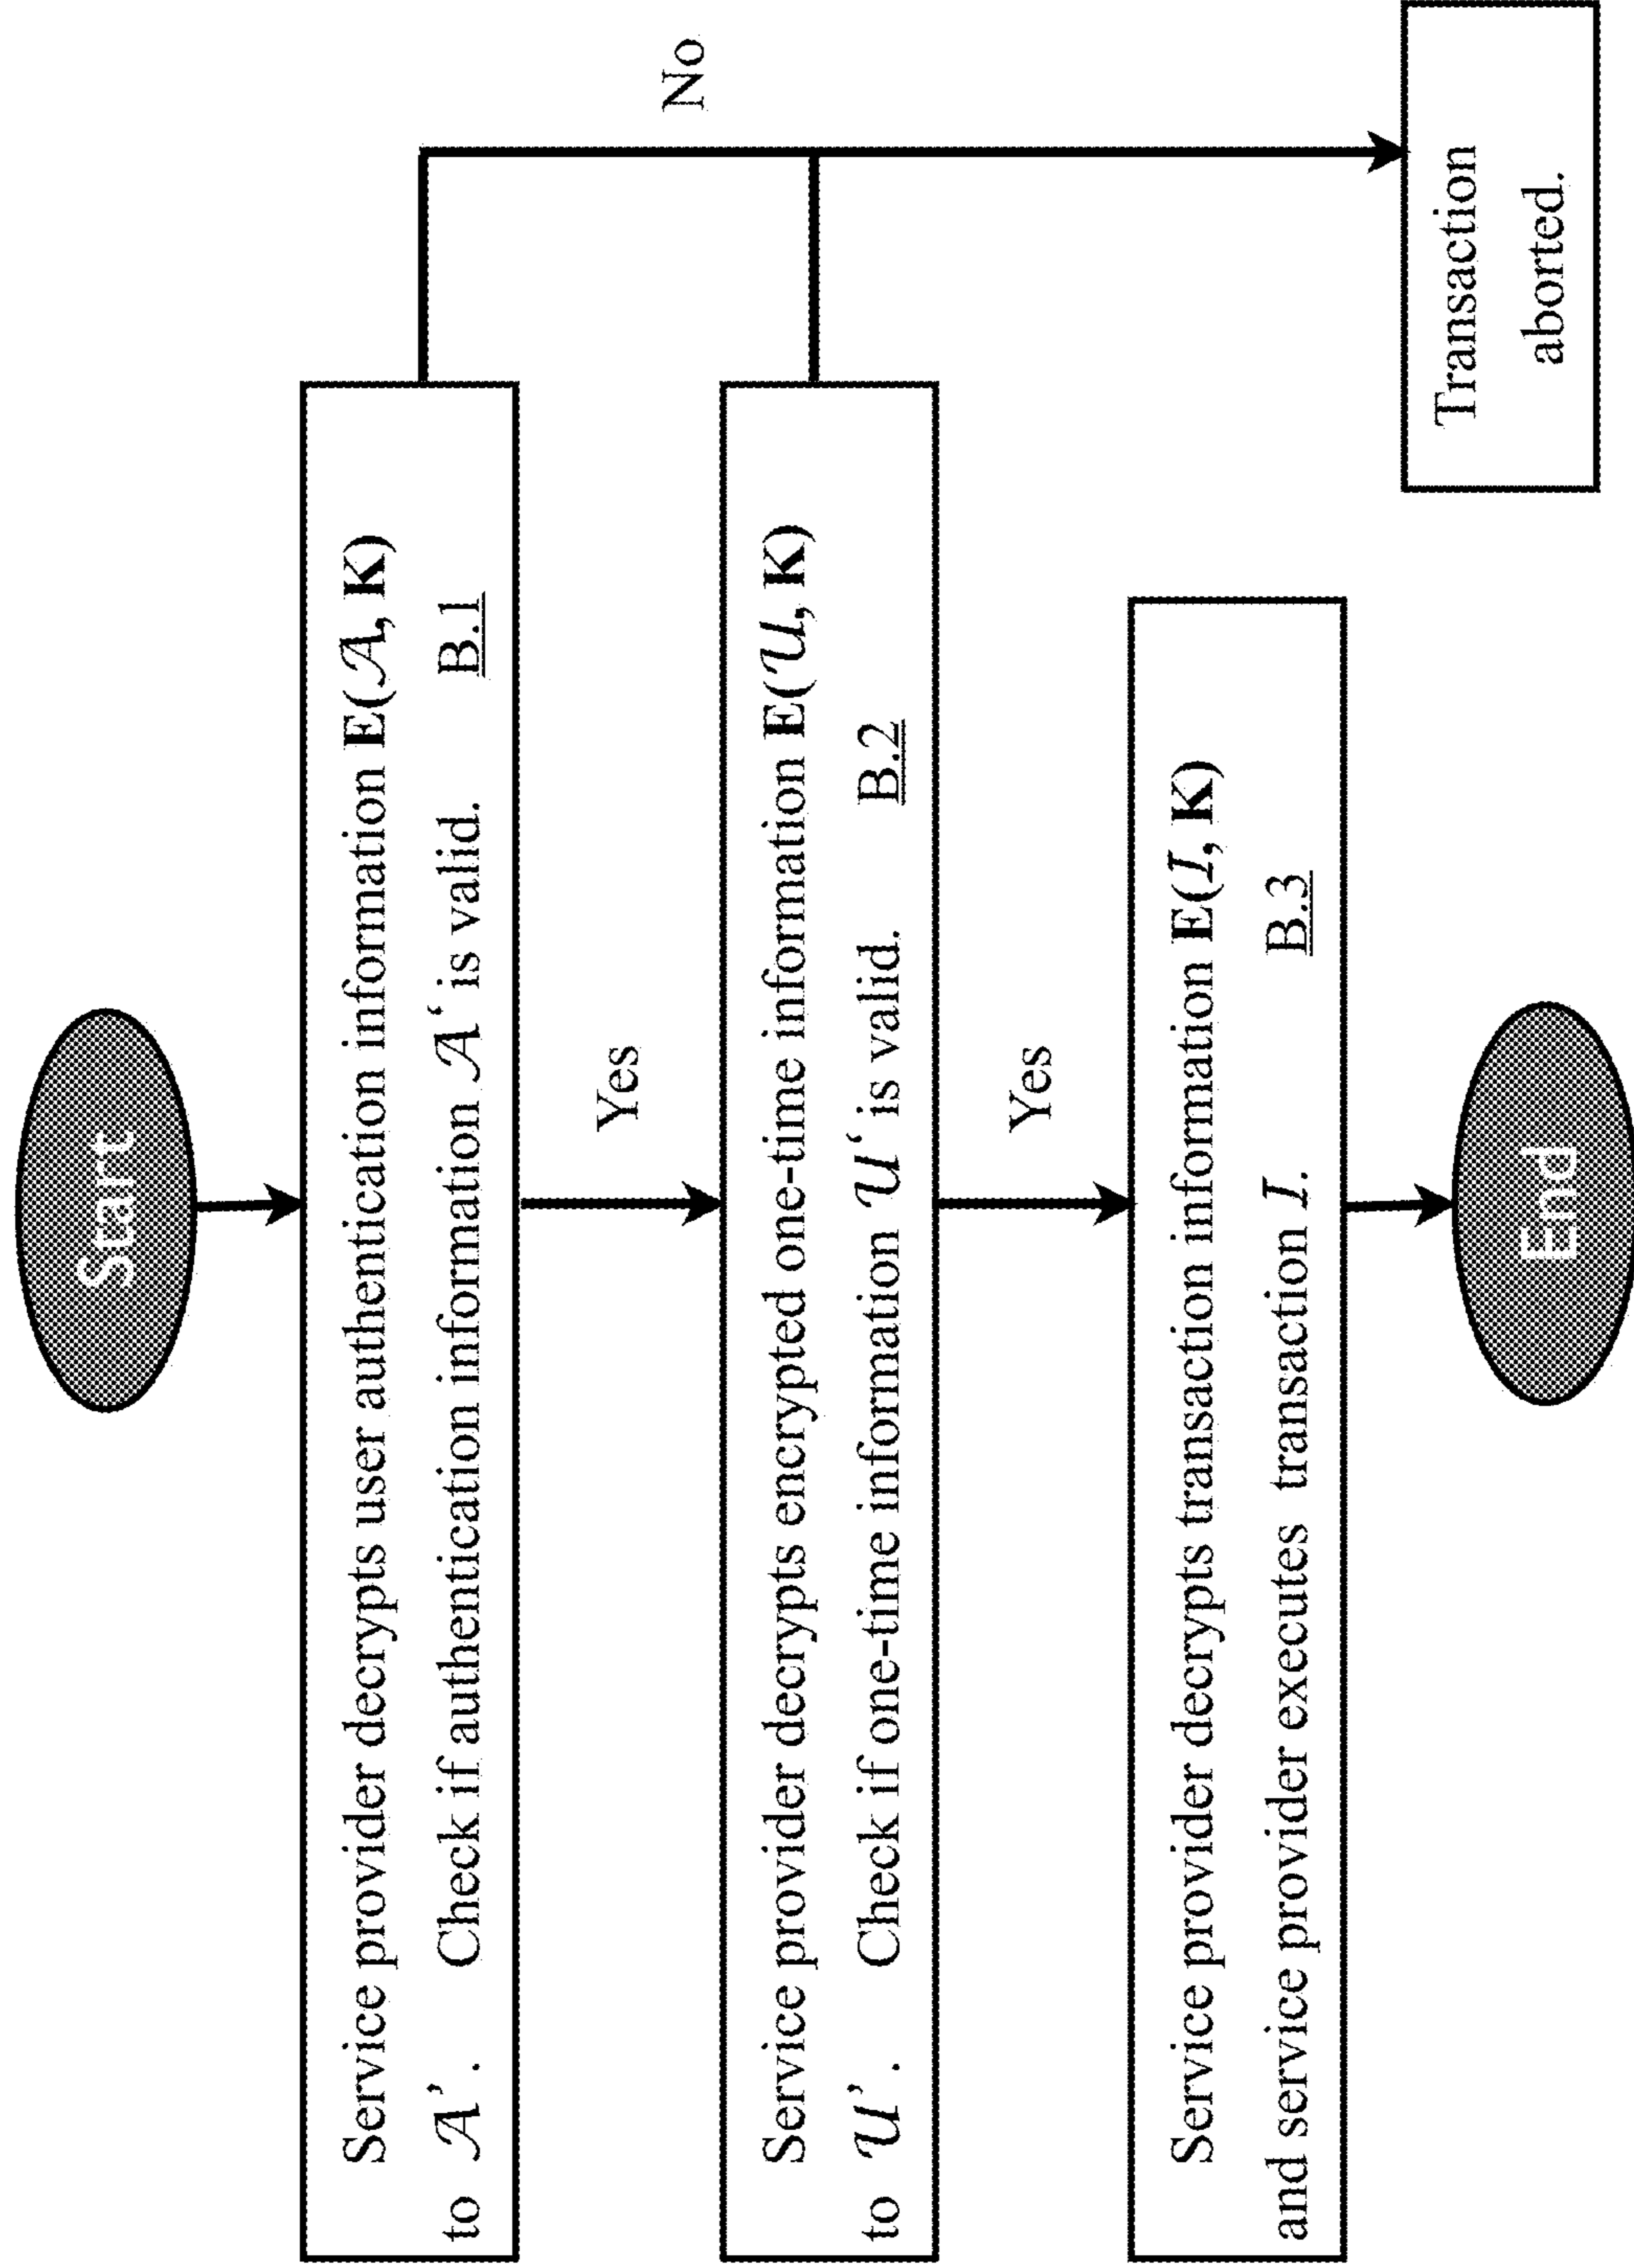 Start
Service provider decrypts user authentication information E(𝒜, K)
to 𝒜’. Check if authentication information 𝒜‘ is valid. B.1
No
Yes
Service provider decrypts encrypted one-time information E(𝒰, K)
to 𝒰’. Check if one-time information 𝒰‘ is valid. B.2
Yes
Service provider decrypts transaction information E(I, K)
and service provider executes transaction I. B.3
Transaction
aborted.
End